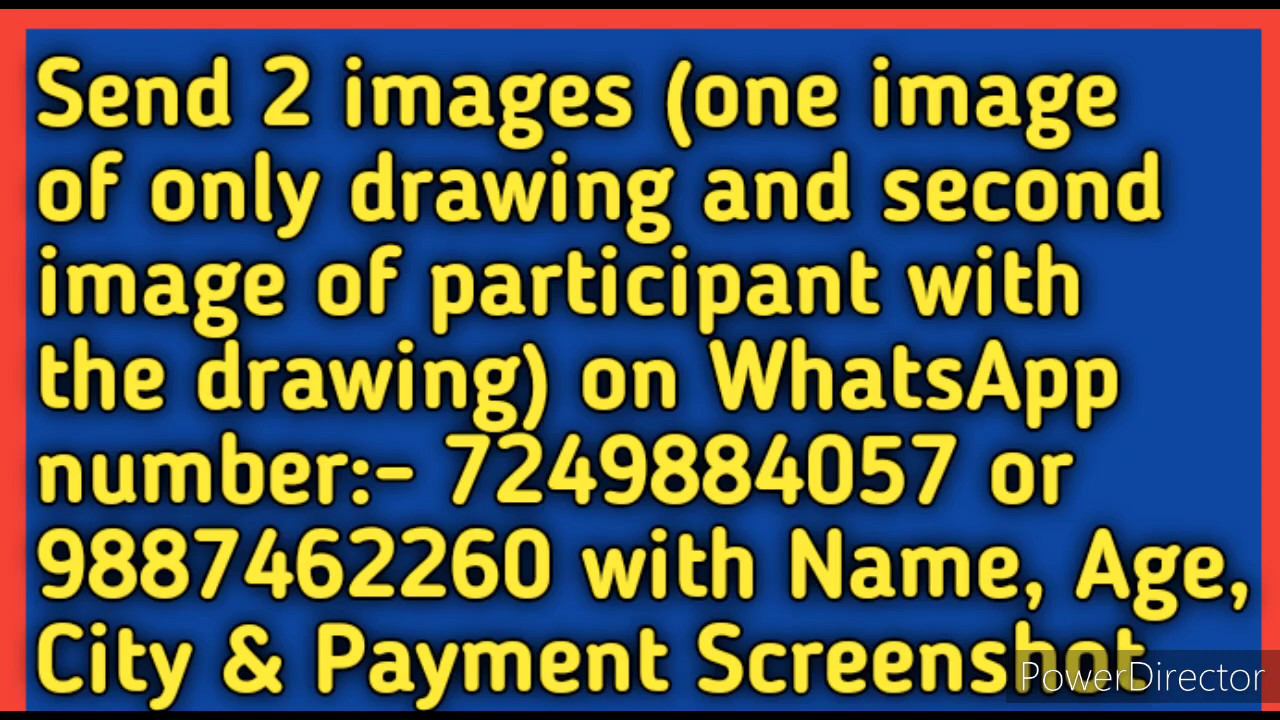 Send 2 images (one image
of only drawing and second
image of participant with
the drawing) on WhatsApp
number:- 7249884057 or
9887462260 with Name, Age,
City & Payment Screenshot
PowerDirector